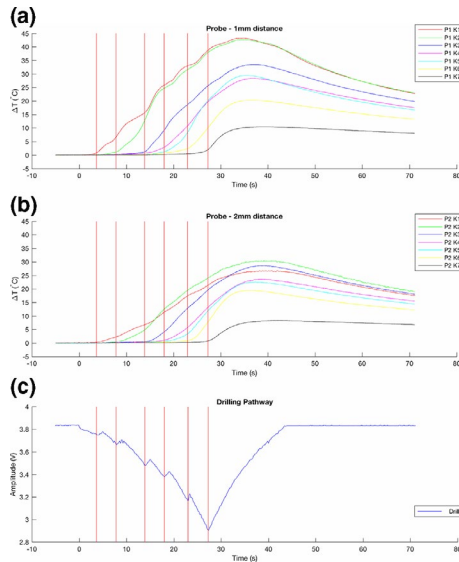 (a)
Probe - 1mm distance
45
40
35
30
25
20
15
10
5
0
-5
ΔT (°C)
-10 0 10 20 30 40 50 60 70 80
Time (s)
P1 K1
P1 K2
P1 K3
P1 K4
P1 K5
P1 K6
P1 K7
(b)
Probe - 2mm distance
45
40
35
30
25
20
15
10
5
0
-5
ΔT (°C)
-10 0 10 20 30 40 50 60 70 80
Time (s)
P2 K1
P2 K2
P2 K3
P2 K4
P2 K5
P2 K6
P2 K7
(c)
Drilling Pathway
4
3.8
3.6
3.4
3.2
3
2.8
Amplitude (V)
-10 0 10 20 30 40 50 60 70 80
Time (s)
Drill